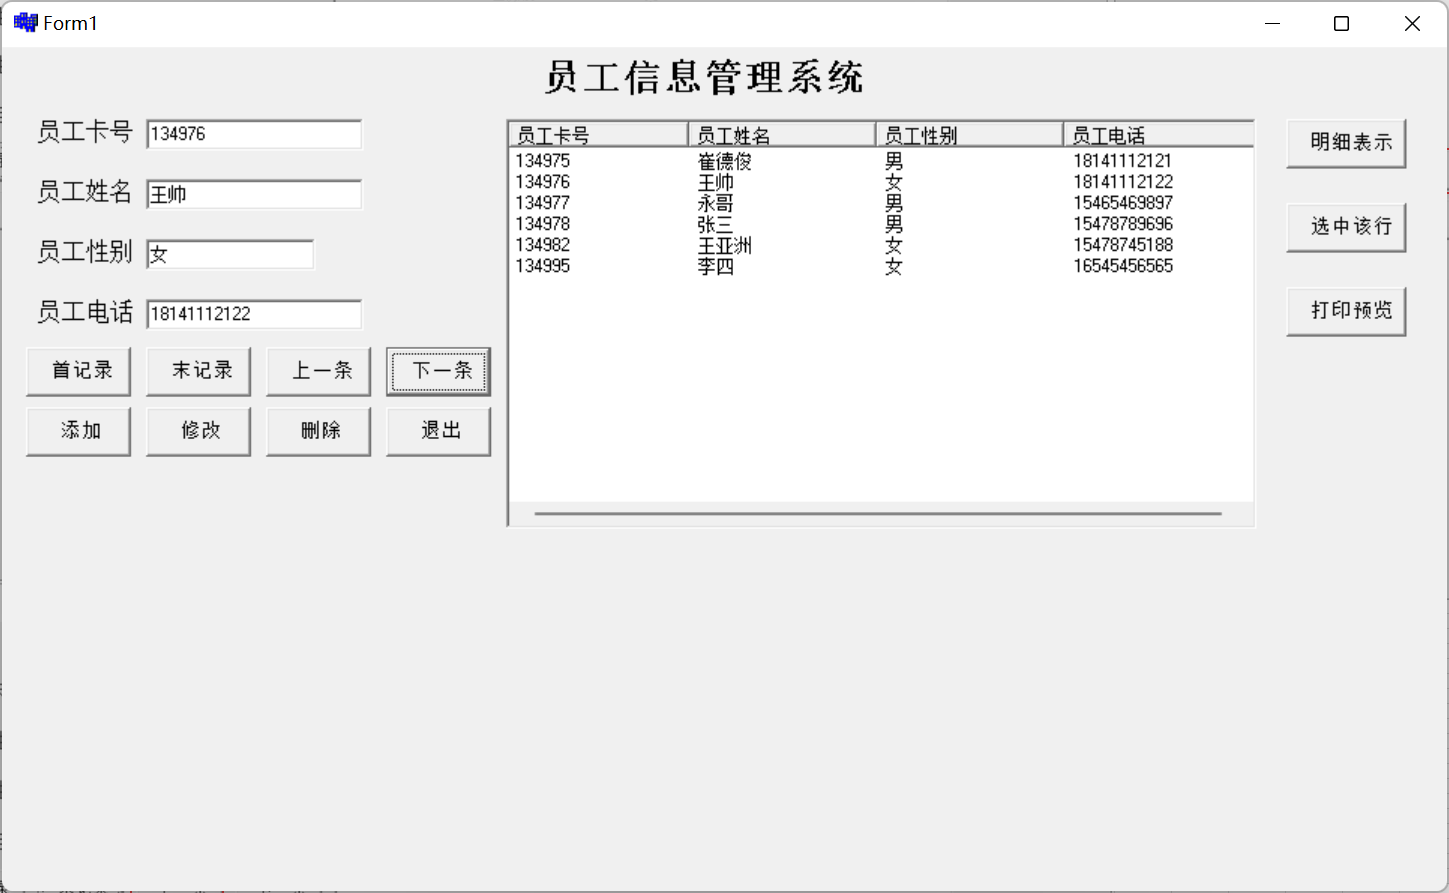 Form1
员工信息管理系统
员工卡号 134976
员工姓名 王帅
员工性别 女
员工电话 18141112122
首记录 末记录 上一条 下一条
添加 修改 删除 退出
员工卡号 员工姓名 员工性别 员工电话
134975 崔德俊 男 18141112121
134976 王帅 女 18141112122
134977 永哥 男 15465469897
134978 张三 男 15478789696
134982 王亚洲 女 15478745188
134995 李四 女 16545456565
明细表示
选中该行
打印预览